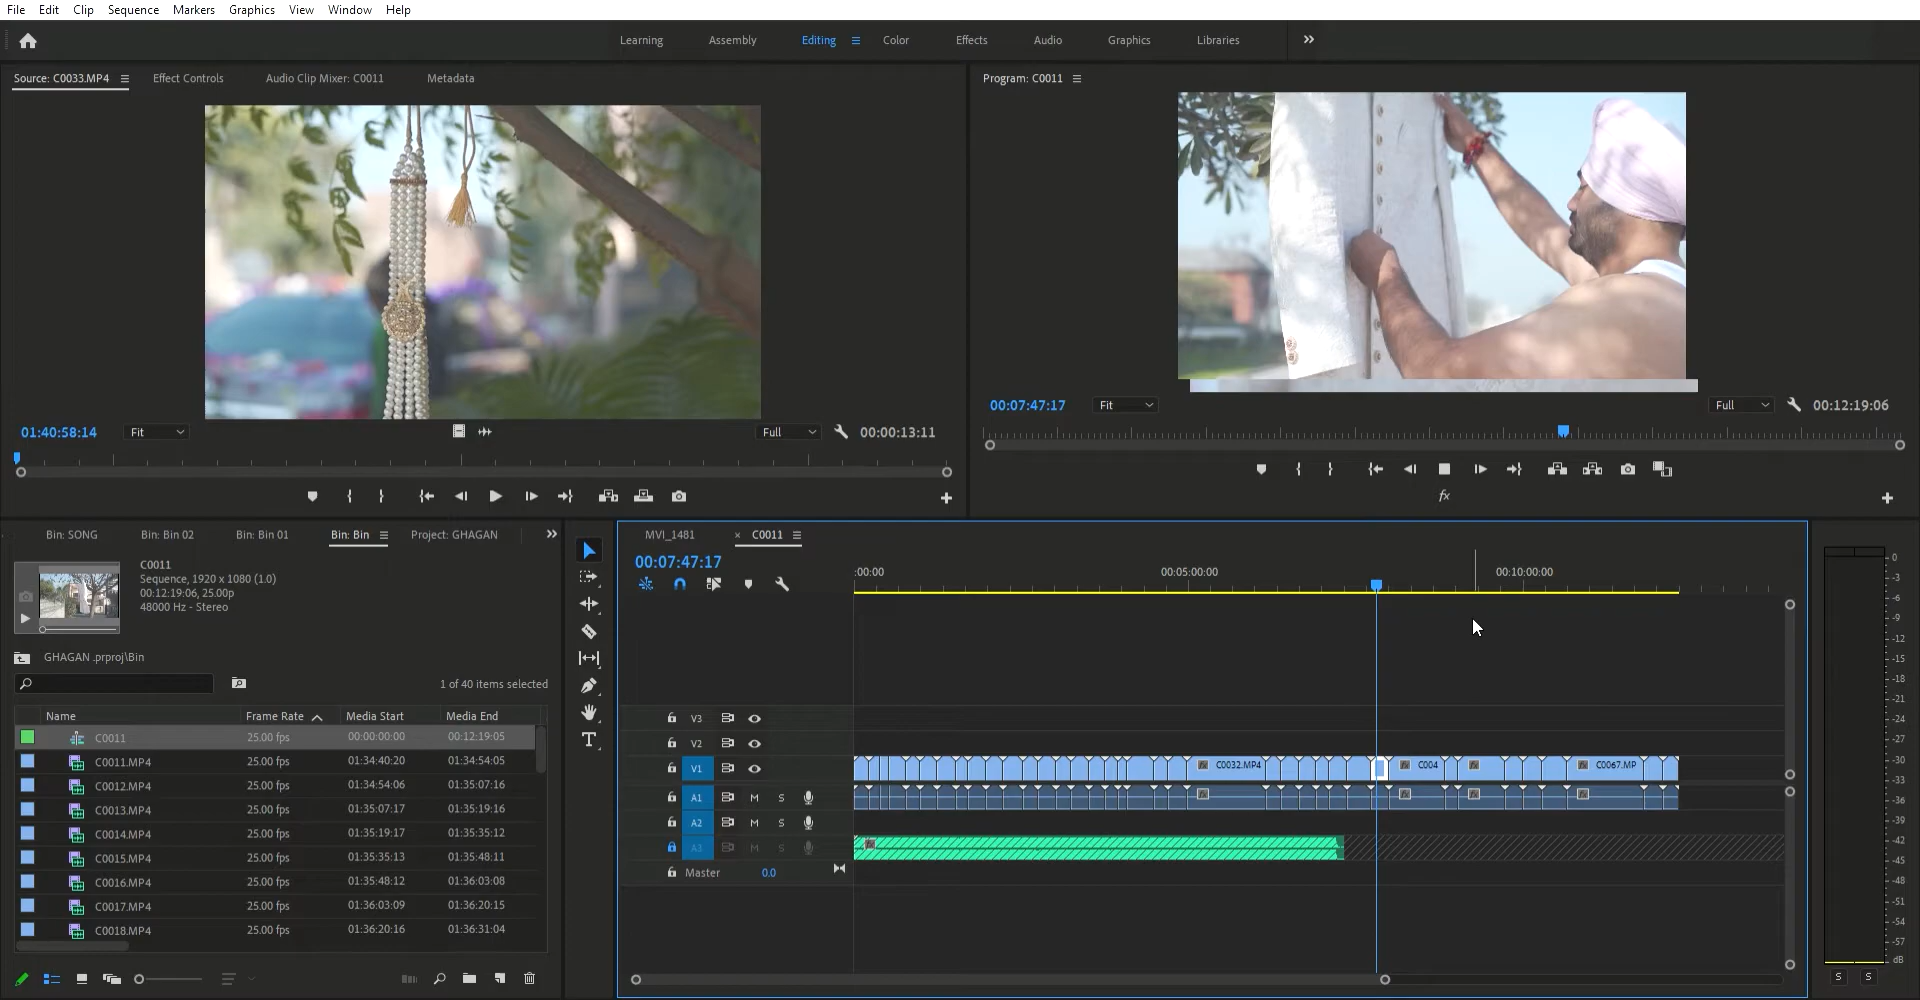 File Edit Clip Sequence Markers Graphics View Window Help
Learning Assembly Editing Color Effects Audio Graphics Libraries
Source: C0033.MP4 Effect Controls Audio Clip Mixer: C0011 Metadata
Program: C0011
01:40:58:14 Fit Full 00:00:13:11
00:07:47:17 Fit Full 00:12:19:06
fx
Bin: SONG Bin: Bin 02 Bin: Bin 01 Bin: Bin Project: GHAGAN
C0011
Sequence, 1920 x 1080 (1.0)
00:12:19:06, 25.00p
48000 Hz - Stereo
GHAGAN .prproj\Bin
1 of 40 items selected
Name Frame Rate Media Start Media End
C0011 25.00 fps 00:00:00:00 00:12:19:05
C0011.MP4 25.00 fps 01:34:40:20 01:34:54:05
C0012.MP4 25.00 fps 01:34:54:06 01:35:07:16
C0013.MP4 25.00 fps 01:35:07:17 01:35:19:16
C0014.MP4 25.00 fps 01:35:19:17 01:35:35:12
C0015.MP4 25.00 fps 01:35:35:13 01:35:48:11
C0016.MP4 25.00 fps 01:35:48:12 01:36:03:08
C0017.MP4 25.00 fps 01:36:03:09 01:36:20:15
C0018.MP4 25.00 fps 01:36:20:16 01:36:31:04
MVI_1481 × C0011
00:07:47:17
:00:00 00:05:00:00 00:10:00:00
V3
V2
V1 C0032.MP4 C004 C0067.MP
A1 M S
A2 M S
A3 M S
Master 0.0
0
-3
-6
-9
-12
-15
-18
-21
-24
-27
-30
-33
-36
-39
-42
-45
-48
-51
-54
-57
dB
S S